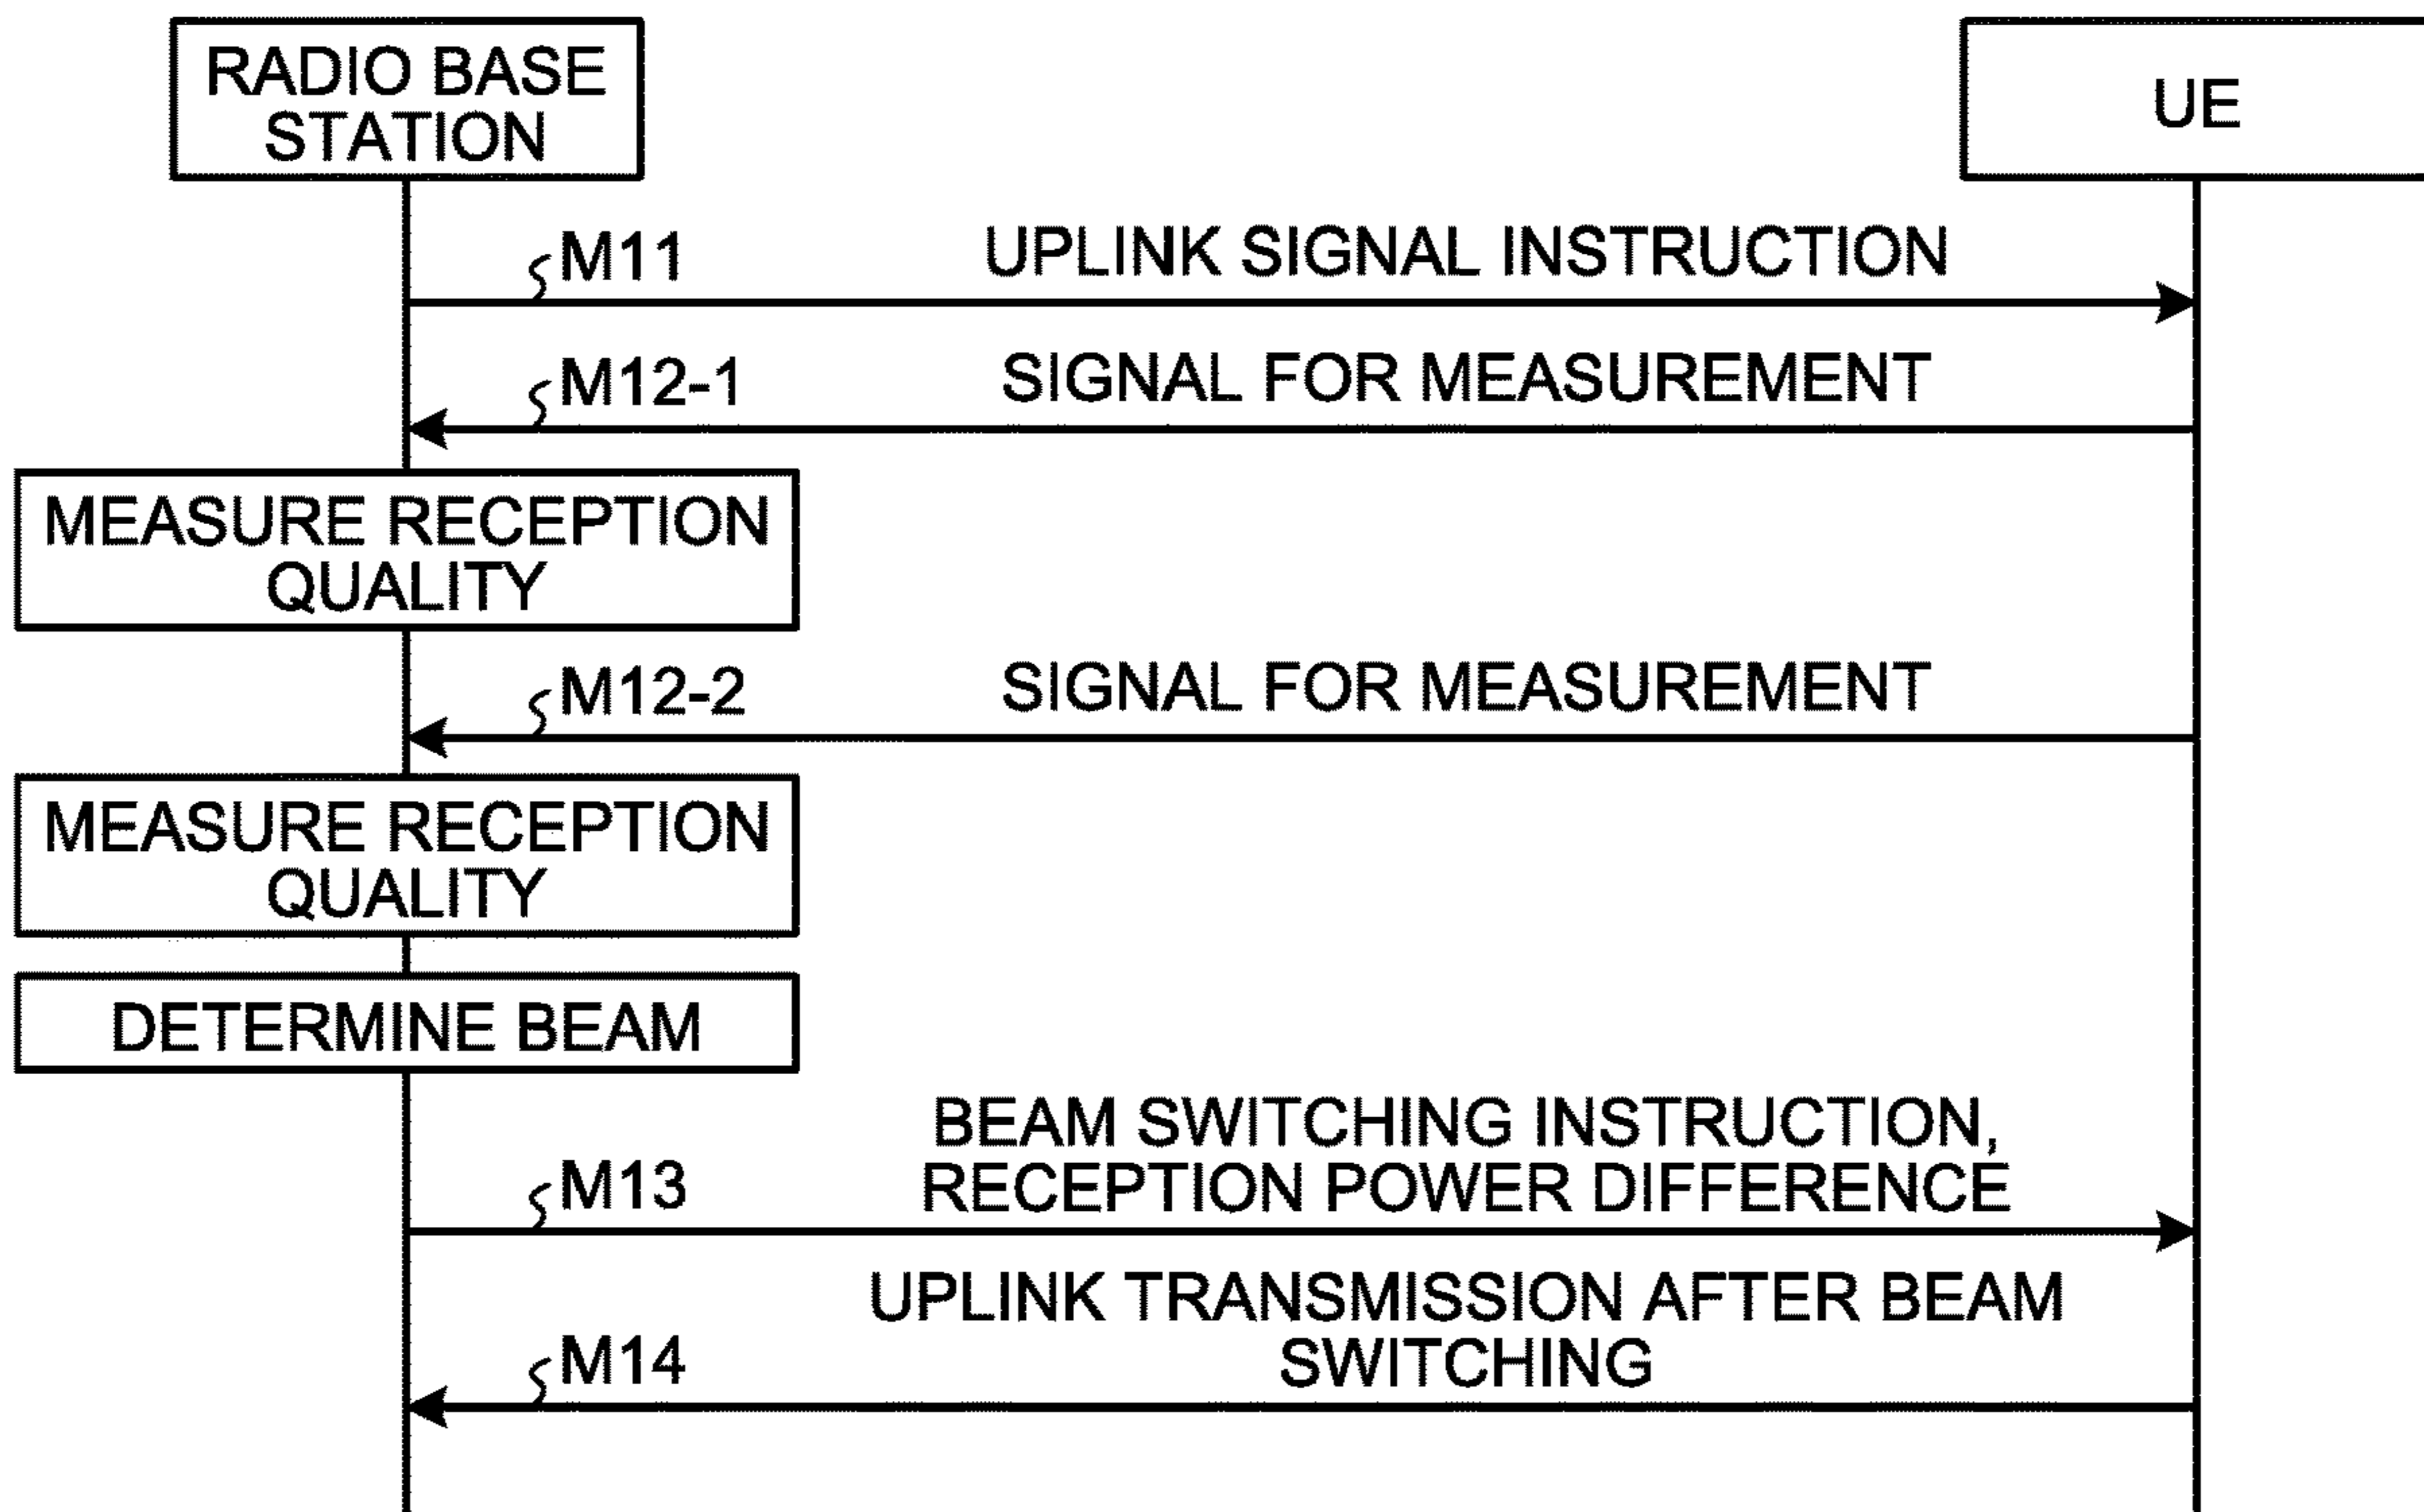 RADIO BASE
STATION
UE
M11
UPLINK SIGNAL INSTRUCTION
M12-1
SIGNAL FOR MEASUREMENT
MEASURE RECEPTION
QUALITY
M12-2
SIGNAL FOR MEASUREMENT
MEASURE RECEPTION
QUALITY
DETERMINE BEAM
BEAM SWITCHING INSTRUCTION,
M13
RECEPTION POWER DIFFERENCE
UPLINK TRANSMISSION AFTER BEAM
M14
SWITCHING